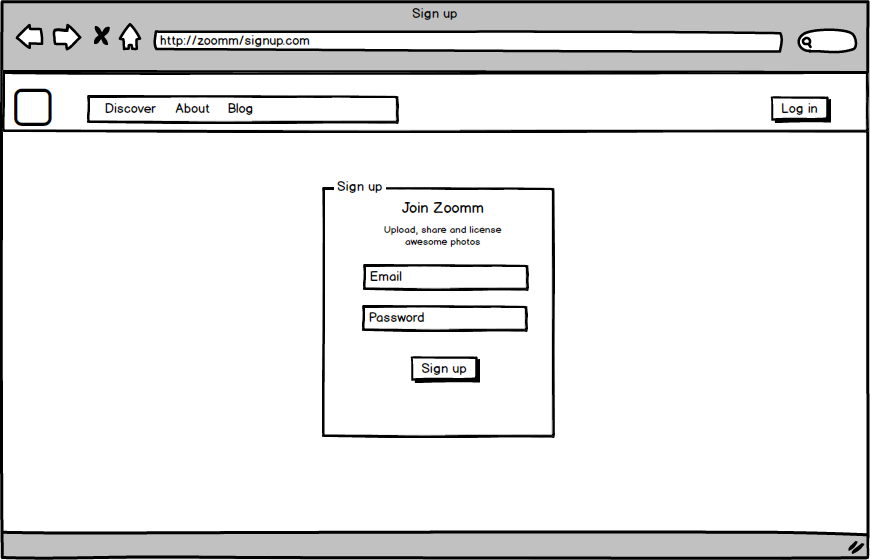 Sign up
http://zoomm/signup.com
Discover About Blog
Log in
Sign up
Join Zoomm
Upload, share and license
awesome photos
Email
Password
Sign up